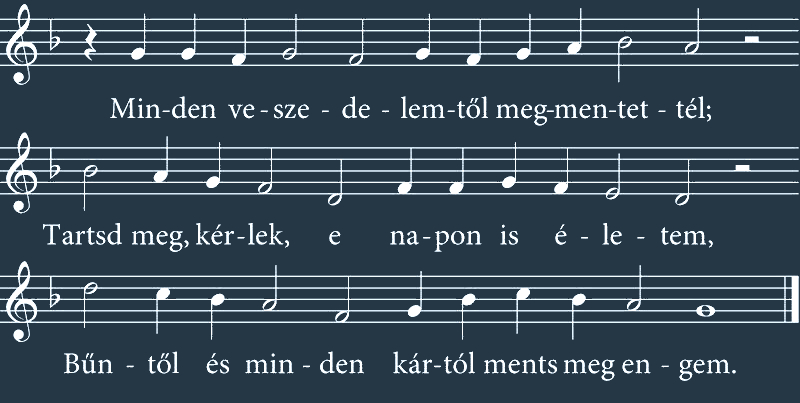 Min-den ve-sze - de - lem-től meg-men-tet - tél;
Tartsd meg, kér-lek, e na-pon is é - le - tem,
Bűn - től és min - den kár-tól ments meg en - gem.